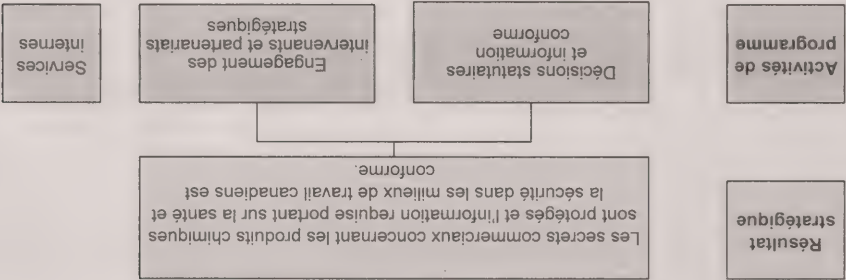 Résultat
stratégique
Les secrets commerciaux concernant les produits chimiques
sont protégés et l'information requise portant sur la santé et
la sécurité dans les milieux de travail canadiens est
conforme.
Activités de
programme
Décisions statutaires
et information
conforme
Engagement des
intervenants et partenariats
stratégiques
Services
internes